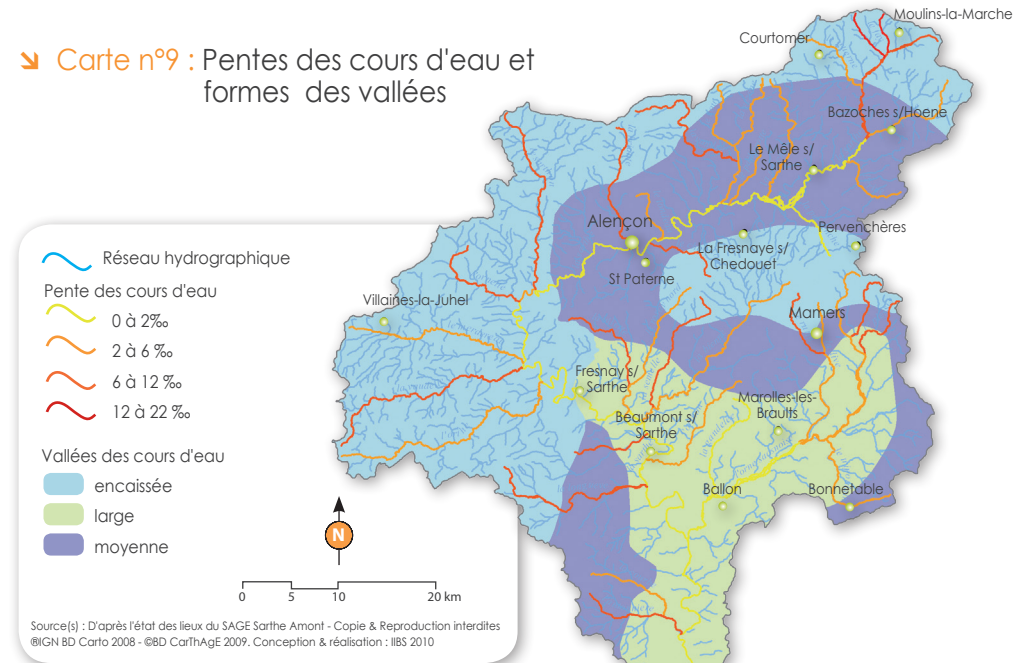 Carte n°9 : Pentes des cours d'eau et
formes des vallées
Moulins-la-Marche
Courtomer
Bazoches s/Hoene
Le Mêle s/
Sarthe
Alençon
Pervenchères
La Fresnaye s/
Chedouet
St Paterne
Villaines-la-Juhel
Mamers
Fresnay s/
Sarthe
Marolles-les-
Braults
Beaumont s/
Sarthe
Ballon
Bonnetable
Réseau hydrographique
Pente des cours d'eau
0 à 2‰
2 à 6 ‰
6 à 12 ‰
12 à 22 ‰
Vallées des cours d'eau
encaissée
large
moyenne
N
0 5 10 20 km
Source(s) : D'après l'état des lieux du SAGE Sarthe Amont - Copie & Reproduction interdites
®IGN BD Carto 2008 - ©BD CarThAgE 2009. Conception & réalisation : IIBS 2010